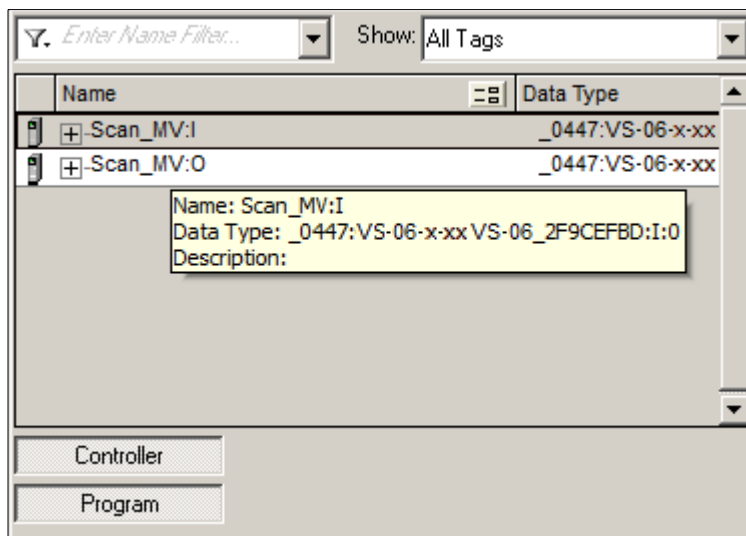 Enter Name Filter... Show: All Tags
Name Data Type
Scan_MV:I _0447:VS-06-x-xx
Scan_MV:O _0447:VS-06-x-xx
Name: Scan_MV:I
Data Type: _0447:VS-06-x-xx VS-06_2F9CEFBD:I:0
Description:
Controller
Program